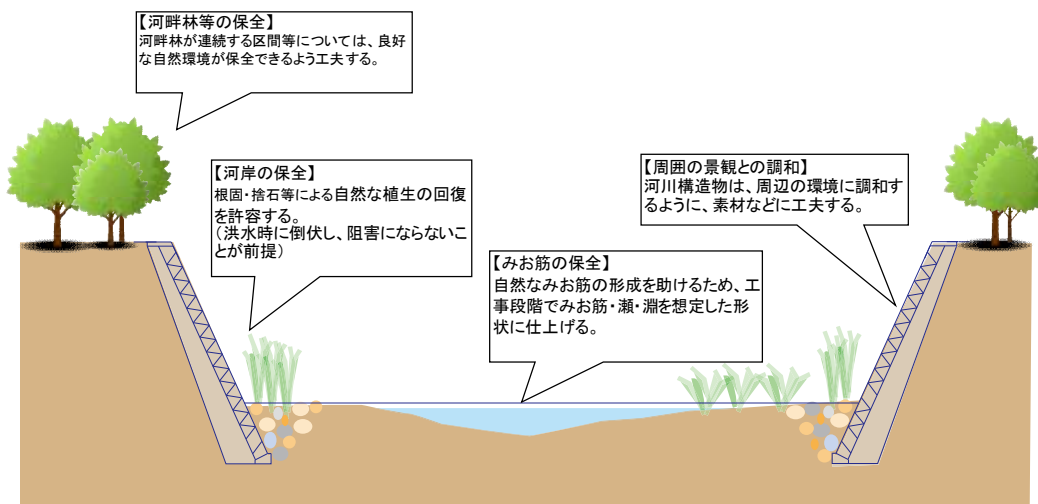 【河畔林等の保全】
河畔林が連続する区間等については、良好
な自然環境が保全できるよう工夫する。
【河岸の保全】
根固・捨石等による自然な植生の回復
を許容する。
（洪水時に倒伏し、阻害にならないこ
とが前提）
【周囲の景観との調和】
河川構造物は、周辺の環境に調和す
るように、素材などに工夫する。
【みお筋の保全】
自然なみお筋の形成を助けるため、工
事段階でみお筋・瀬・淵を想定した形
状に仕上げる。